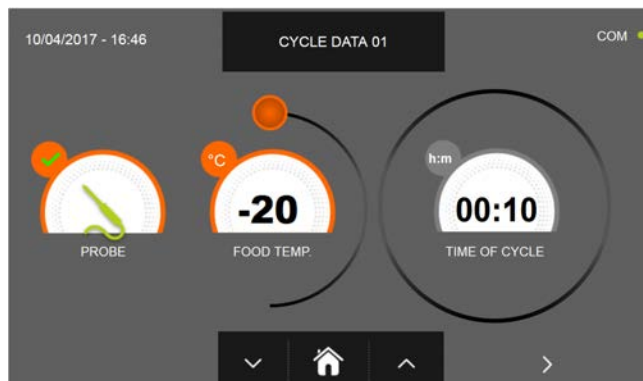 10/04/2017 - 16:46
CYCLE DATA 01
COM
°C
h:m
-20
00:10
PROBE
FOOD TEMP.
TIME OF CYCLE